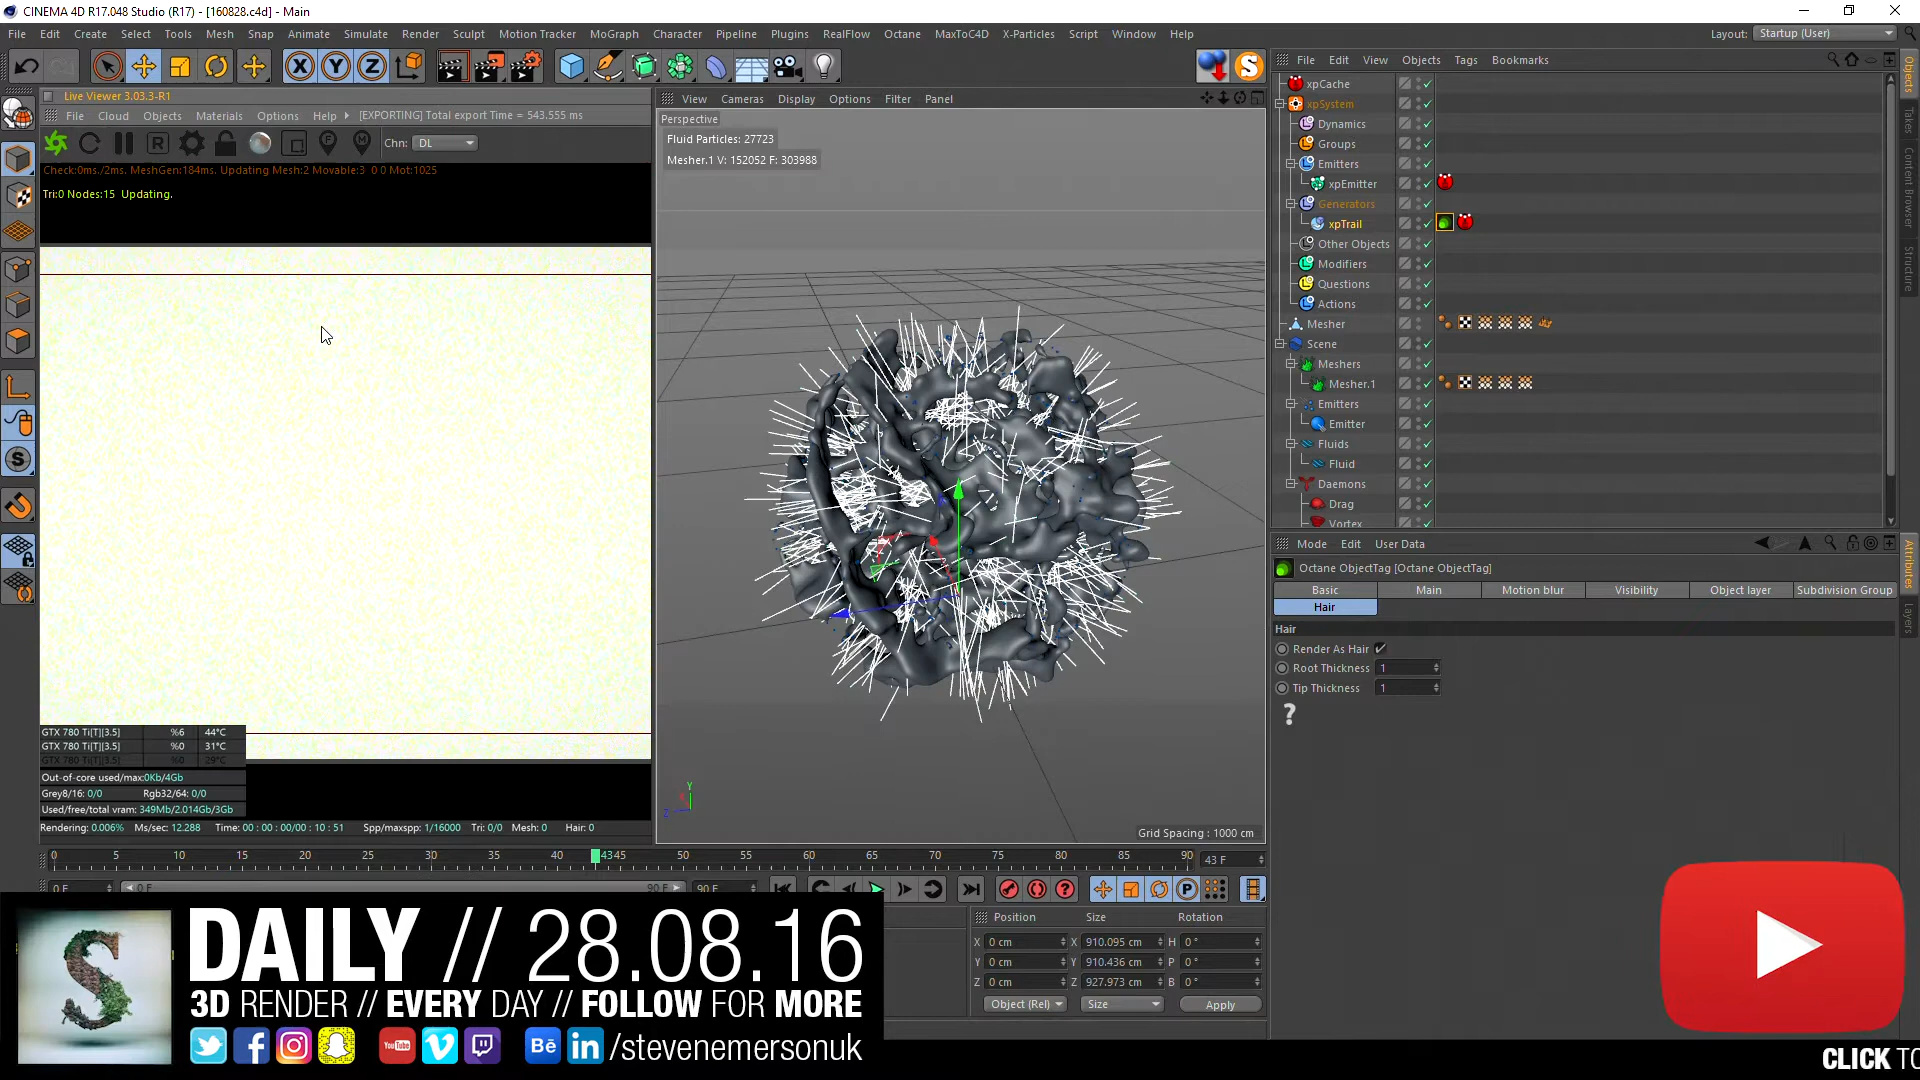 CINEMA 4D R17.048 Studio (R17) - [160828.c4d] - Main
File Edit Create Select Tools Mesh Snap Animate Simulate Render Sculpt Motion Tracker MoGraph Character Pipeline Plugins RealFlow Octane MaxToC4D X-Particles Script Window Help
Layout: Startup (User)
Live Viewer 3.03.3-R1
File Cloud Objects Materials Options Help [EXPORTING] Total export Time = 543.555 ms
Chn: DL
Check:0ms./2ms. MeshGen:184ms. Updating Mesh:2 Movable:3 0 0 Mot:1025
Tri:0 Nodes:15 Updating.
GTX 780 Ti[T][3.5] %6 44°C
GTX 780 Ti[T][3.5] %0 31°C
GTX 780 Ti[T][3.5] %0 29°C
Out-of-core used/max:0Kb/4Gb
Grey8/16: 0/0 Rgb32/64: 0/0
Used/free/total vram: 349Mb/2.014Gb/3Gb
Rendering: 0.006% Ms/sec: 12.288 Time: 00 : 00 : 00/00 : 10 : 51 Spp/maxspp: 1/16000 Tri: 0/0 Mesh: 0 Hair: 0
View Cameras Display Options Filter Panel
Perspective
Fluid Particles: 27723
Mesher.1 V: 152052 F: 303988
Y
X
Z
Grid Spacing : 1000 cm
File Edit View Objects Tags Bookmarks
xpCache
xpSystem
Dynamics
Groups
Emitters
xpEmitter
Generators
xpTrail
Other Objects
Modifiers
Questions
Actions
Mesher
Scene
Meshers
Mesher.1
Emitters
Emitter
Fluids
Fluid
Daemons
Drag
Vortex
Objects
Takes
Content Browser
Structure
Mode Edit User Data
Octane ObjectTag [Octane ObjectTag]
Basic Main Motion blur Visibility Object layer Subdivision Group
Hair
Hair
Render As Hair
Root Thickness 1
Tip Thickness 1
?
Attributes
Layers
0 5 10 15 20 25 30 35 40 43 45 50 55 60 65 70 75 80 85 90 43 F
0 F 0 F 90 F 90 F
Position Size Rotation
X 0 cm X 910.095 cm H 0 °
Y 0 cm Y 910.436 cm P 0 °
Z 0 cm Z 927.973 cm B 0 °
Object (Rel) Size Apply
S
DAILY // 28.08.16
3D RENDER // EVERY DAY // FOLLOW FOR MORE
You Tube Bē in /stevenemersonuk
CLICK TO